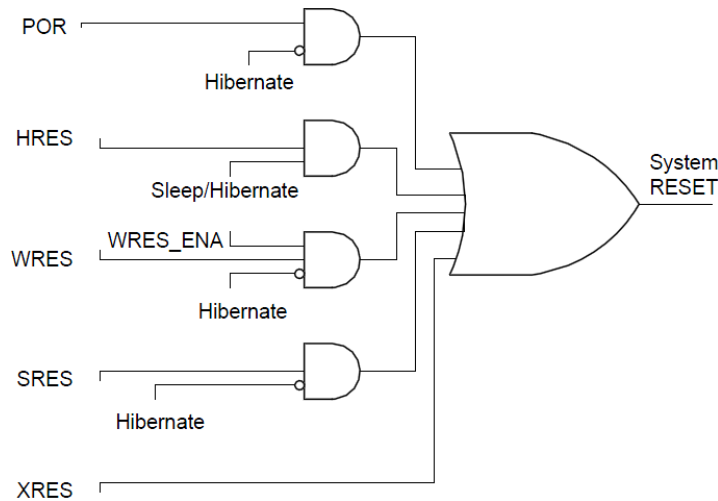 POR
Hibernate
HRES
Sleep/Hibernate
System
RESET
WRES_ENA
WRES
Hibernate
SRES
Hibernate
XRES